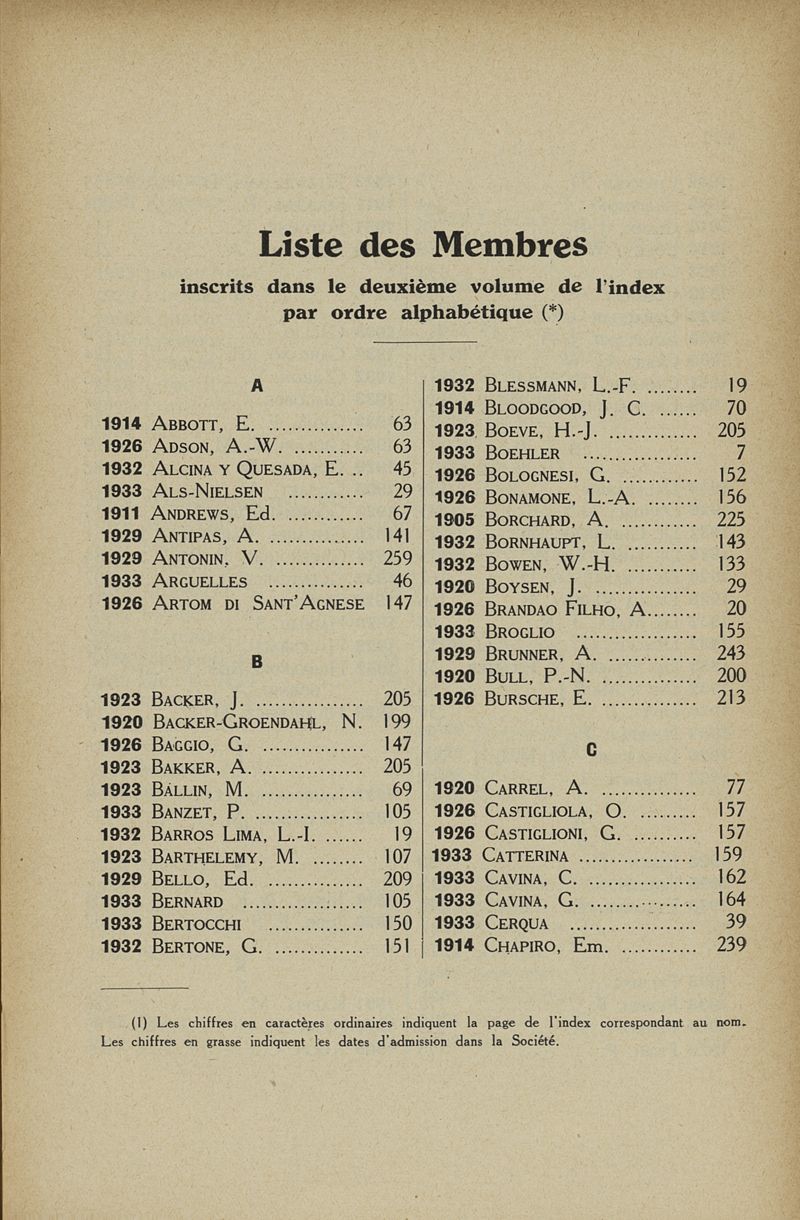 Liste des Membres
inscrits dans le deuxième volume de l'index
par ordre alphabétique (*)
A
1914 ABBOTT, E. ............... 63
1926 ADSON, A.-W. ........... 63
1932 ALCINA Y QUESADA, E. .. 45
1933 ALS-NIELSEN ............ 29
1911 ANDREWS, Ed. ............ 67
1929 ANTIPAS, A. ............... 141
1929 ANTONIN, V. .............. 259
1933 ARGUELLES ............... 46
1926 ARTOM DI SANT'AGNESE 147
B
1923 BACKER, J. ................. 205
1920 BACKER-GROENDAHL, N. 199
1926 BAGGIO, G. ................ 147
1923 BAKKER, A. ................ 205
1923 BALLIN, M. ................ 69
1933 BANZET, P. ................. 105
1932 BARROS LIMA, L.-I. ...... 19
1923 BARTHELEMY, M. ........ 107
1929 BELLO, Ed. ............... 209
1933 BERNARD ................... 105
1933 BERTOCCHI ............... 150
1932 BERTONE, G. .............. 151
1932 BLESSMANN, L.-F. ........ 19
1914 BLOODGOOD, J. C. ...... 70
1923 BOEVE, H.-J. .............. 205
1933 BOEHLER .................. 7
1926 BOLOGNESI, G. ............ 152
1926 BONAMONE, L.-A. ........ 156
1905 BORCHARD, A. ............ 225
1932 BORNHAUPT, L. ........... 143
1932 BOWEN, W.-H. ........... 133
1920 BOYSEN, J. ................ 29
1926 BRANDAO FILHO, A........ 20
1933 BROGLIO ................... 155
1929 BRUNNER, A. .............. 243
1920 BULL, P.-N. ............... 200
1926 BURSCHE, E. ............... 213
C
1920 CARREL, A. ............... 77
1926 CASTIGLIOLA, O. ......... 157
1926 CASTIGLIONI, G. .......... 157
1933 CATTERINA .................. 159
1933 CAVINA, C. ................. 162
1933 CAVINA, G. ................. 164
1933 CERQUA .................... 39
1914 CHAPIRO, Em. ............ 239
(1) Les chiffres en caractères ordinaires indiquent la page de l'index correspondant au nom.
Les chiffres en grasse indiquent les dates d'admission dans la Société.